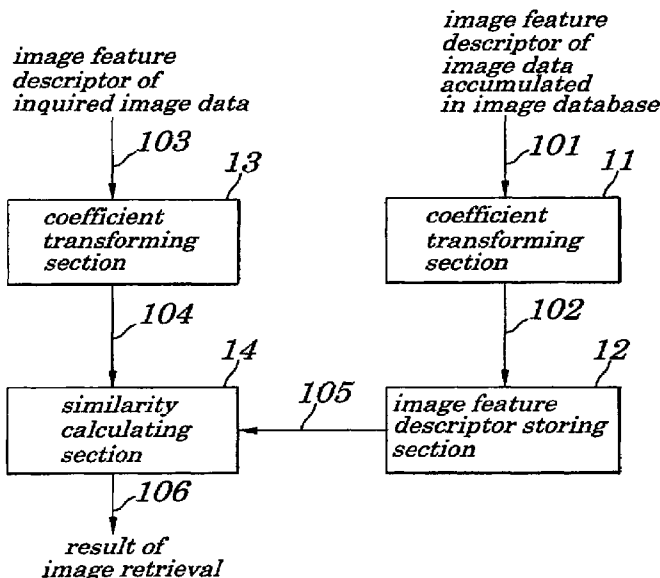 image feature
descriptor of
inquired image data
image feature
descriptor of
image data
accumulated
in image database
103
101
13
11
coefficient
transforming
section
coefficient
transforming
section
104
102
14
12
105
similarity
calculating
section
image feature
descriptor storing
section
106
result of
image retrieval